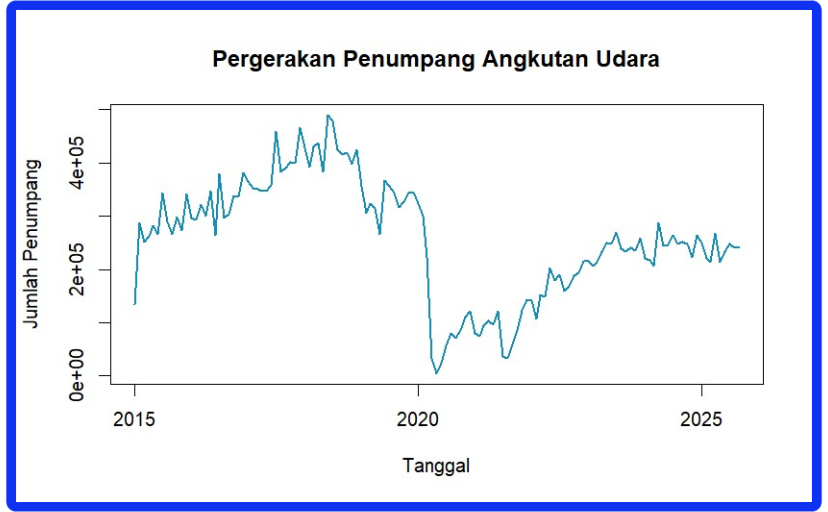 Pergerakan Penumpang Angkutan Udara
Jumlah Penumpang
4e+05
2e+05
0e+00
2015 2020 2025
Tanggal